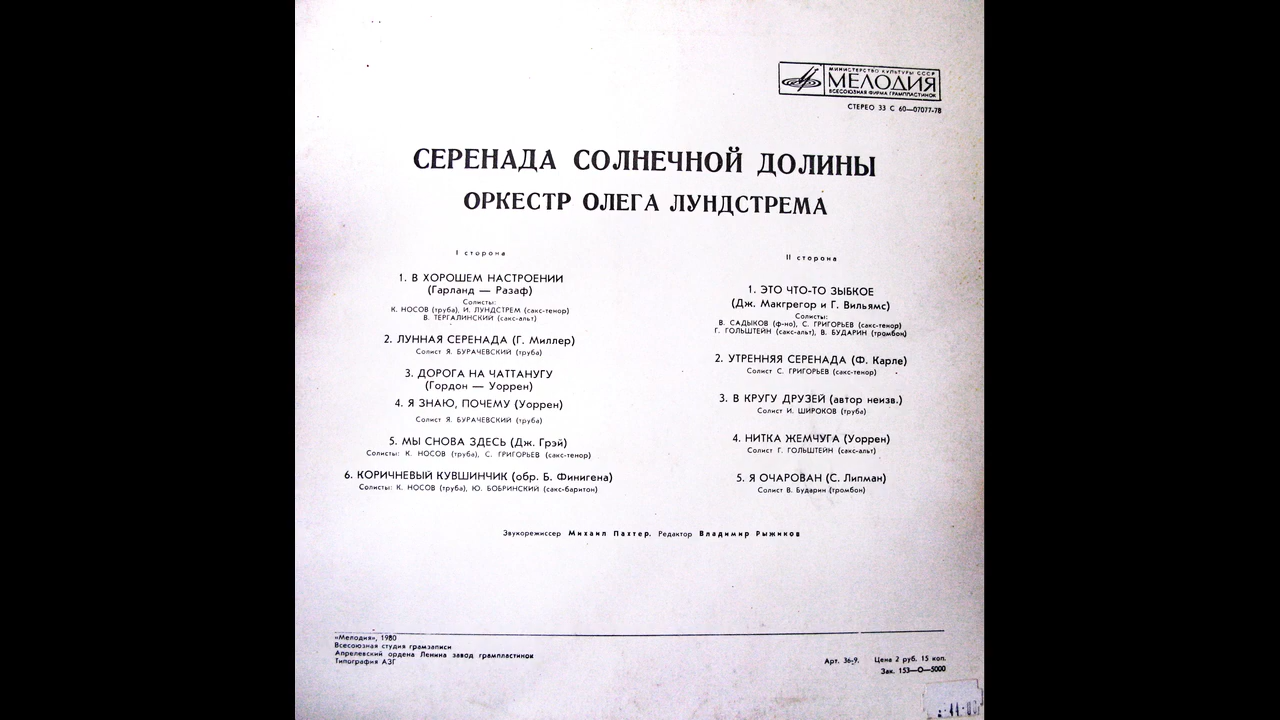 МИНИСТЕРСТВО КУЛЬТУРЫ СССР
МЕЛОДИЯ
ВСЕСОЮЗНАЯ ФИРМА ГРАМПЛАСТИНОК
СТЕРЕО 33 С 60—07077-78
СЕРЕНАДА СОЛНЕЧНОЙ ДОЛИНЫ
ОРКЕСТР ОЛЕГА ЛУНДСТРЕМА
I сторона
1. В ХОРОШЕМ НАСТРОЕНИИ
(Гарланд — Разаф)
Солисты:
К. НОСОВ (труба), И. ЛУНДСТРЕМ (сакс-тенор)
В. ТЕРГАЛИНСКИЙ (сакс-альт)
2. ЛУННАЯ СЕРЕНАДА (Г. Миллер)
Солист Я. БУРАЧЕВСКИЙ (труба)
3. ДОРОГА НА ЧАТТАНУГУ
(Гордон — Уоррен)
4. Я ЗНАЮ, ПОЧЕМУ (Уоррен)
Солист Я. БУРАЧЕВСКИЙ (труба)
5. МЫ СНОВА ЗДЕСЬ (Дж. Грэй)
Солисты: К. НОСОВ (труба), С. ГРИГОРЬЕВ (сакс-тенор)
6. КОРИЧНЕВЫЙ КУВШИНЧИК (обр. Б. Финигена)
Солисты: К. НОСОВ (труба), Ю. БОБРИНСКИЙ (сакс-баритон)
II сторона
1. ЭТО ЧТО-ТО ЗЫБКОЕ
(Дж. Макгрегор и Г. Вильямс)
Солисты:
В. САДЫКОВ (ф-но), С. ГРИГОРЬЕВ (сакс-тенор)
Г. ГОЛЬШТЕЙН (сакс-альт), В. БУДАРИН (тромбон)
2. УТРЕННЯЯ СЕРЕНАДА (Ф. Карле)
Солист С. ГРИГОРЬЕВ (сакс-тенор)
3. В КРУГУ ДРУЗЕЙ (автор неизв.)
Солист И. ШИРОКОВ (труба)
4. НИТКА ЖЕМЧУГА (Уоррен)
Солист Г. ГОЛЬШТЕЙН (сакс-альт)
5. Я ОЧАРОВАН (С. Липман)
Солист В. Бударин (тромбон)
Звукорежиссер Михаил Пахтер. Редактор Владимир Рыжиков
«Мелодия», 1980
Всесоюзная студия грамзаписи
Апрелевский ордена Ленина завод грампластинок
Типография АЗГ
Арт. 36-9. Цена 2 руб. 15 коп.
Зак. 153—О—5000